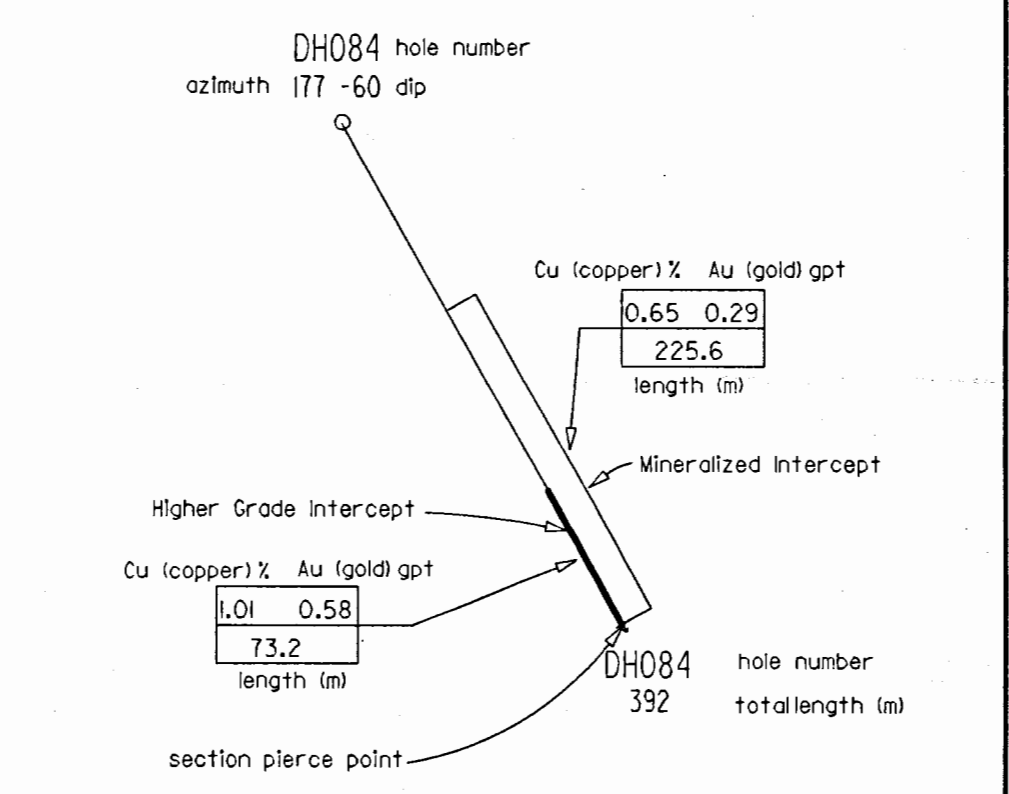 DH084 hole number
azimuth 177 -60 dip
Cu (copper) % Au (gold) gpt
0.65 0.29
225.6
length (m)
Mineralized Intercept
Higher Grade Intercept
Cu (copper) % Au (gold) gpt
1.01 0.58
73.2
length (m)
DH084 hole number
392 total length (m)
section pierce point